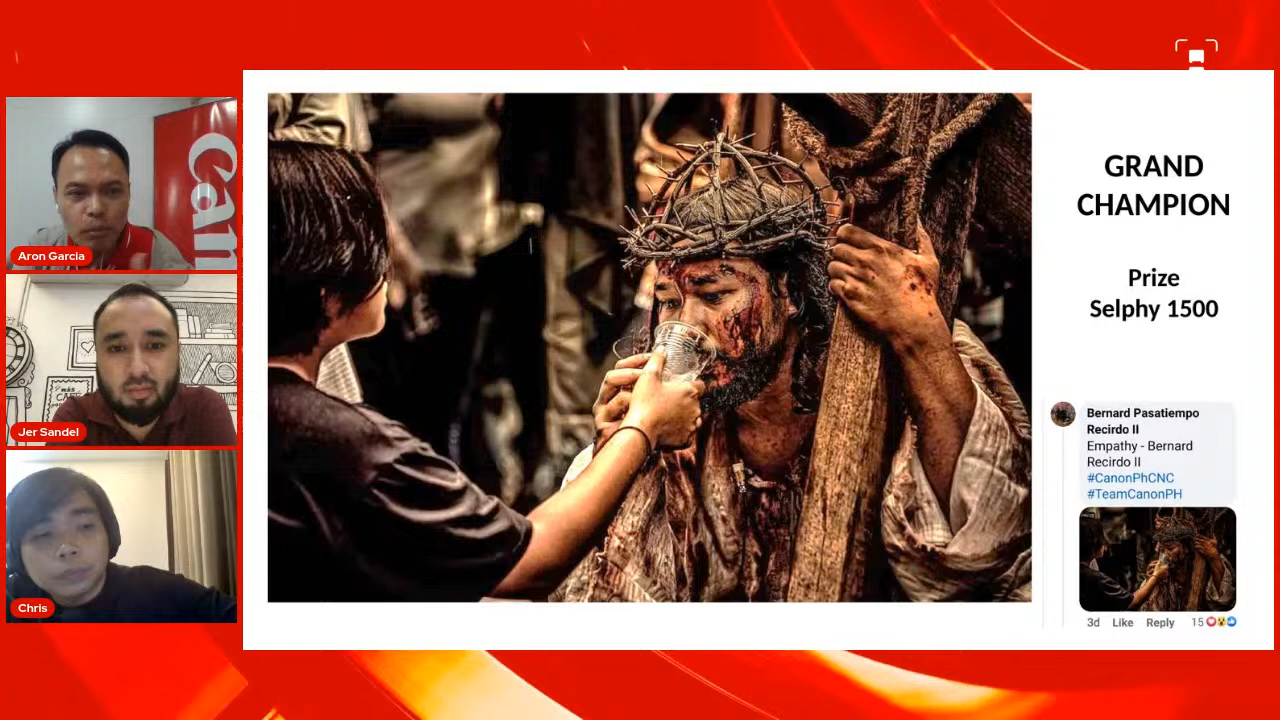 Canon
Aron Garcia
Jer Sandel
Chris
GRAND
CHAMPION
Prize
Selphy 1500
Bernard Pasatiempo
Recirdo II
Empathy - Bernard
Recirdo II
#CanonPhCNC
#TeamCanonPH
3d Like Reply 15